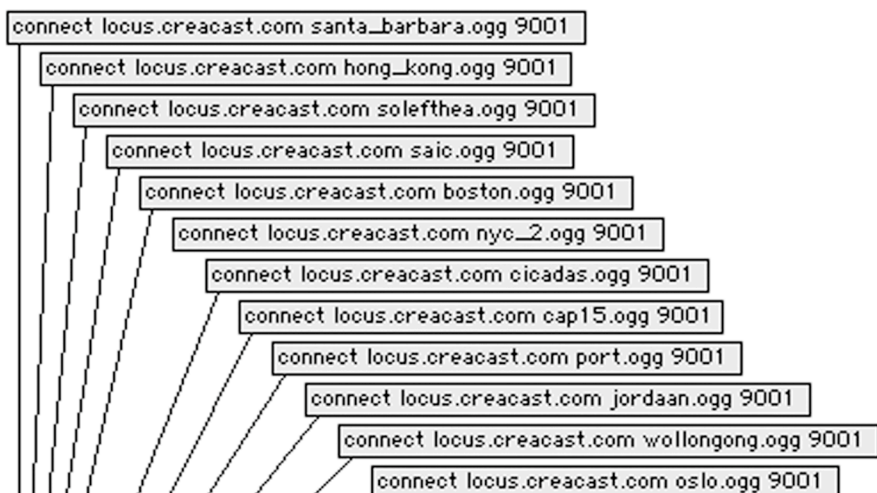 connect locus.creacast.com santa_barbara.ogg 9001
connect locus.creacast.com hong_kong.ogg 9001
connect locus.creacast.com solefthea.ogg 9001
connect locus.creacast.com saic.ogg 9001
connect locus.creacast.com boston.ogg 9001
connect locus.creacast.com nyc_2.ogg 9001
connect locus.creacast.com cicadas.ogg 9001
connect locus.creacast.com cap15.ogg 9001
connect locus.creacast.com port.ogg 9001
connect locus.creacast.com jordaan.ogg 9001
connect locus.creacast.com wollongong.ogg 9001
connect locus.creacast.com oslo.ogg 9001